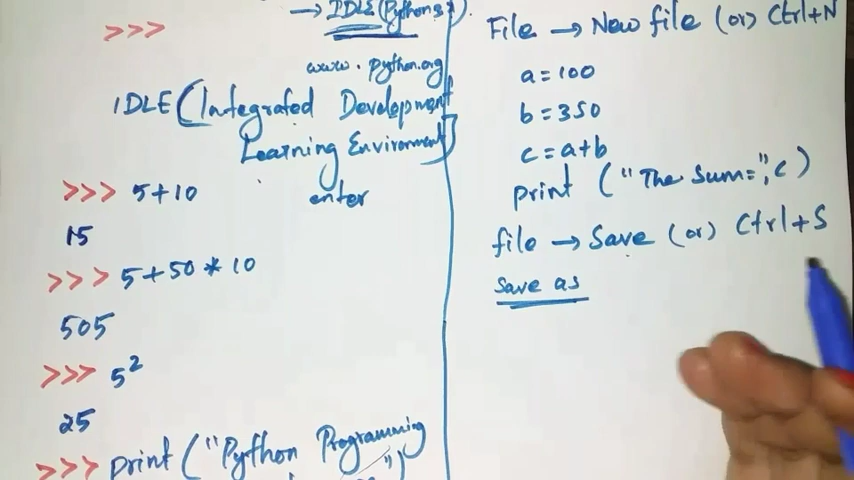 → IDLE (Python 3.)
>>>
www.python.org
IDLE (Integrated Development
Learning Environment)
>>> 5+10 enter
15
>>> 5+50 * 10
505
>>> 5²
25
>>> print ("Python Programming
")
File → New file (or) Ctrl+N
a=100
b=350
c=a+b
print ("The Sum=", c)
file → Save (or) Ctrl+S
Save as